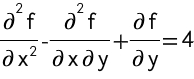 ∂²f/∂x² - ∂²f/∂x∂y + ∂f/∂y = 4